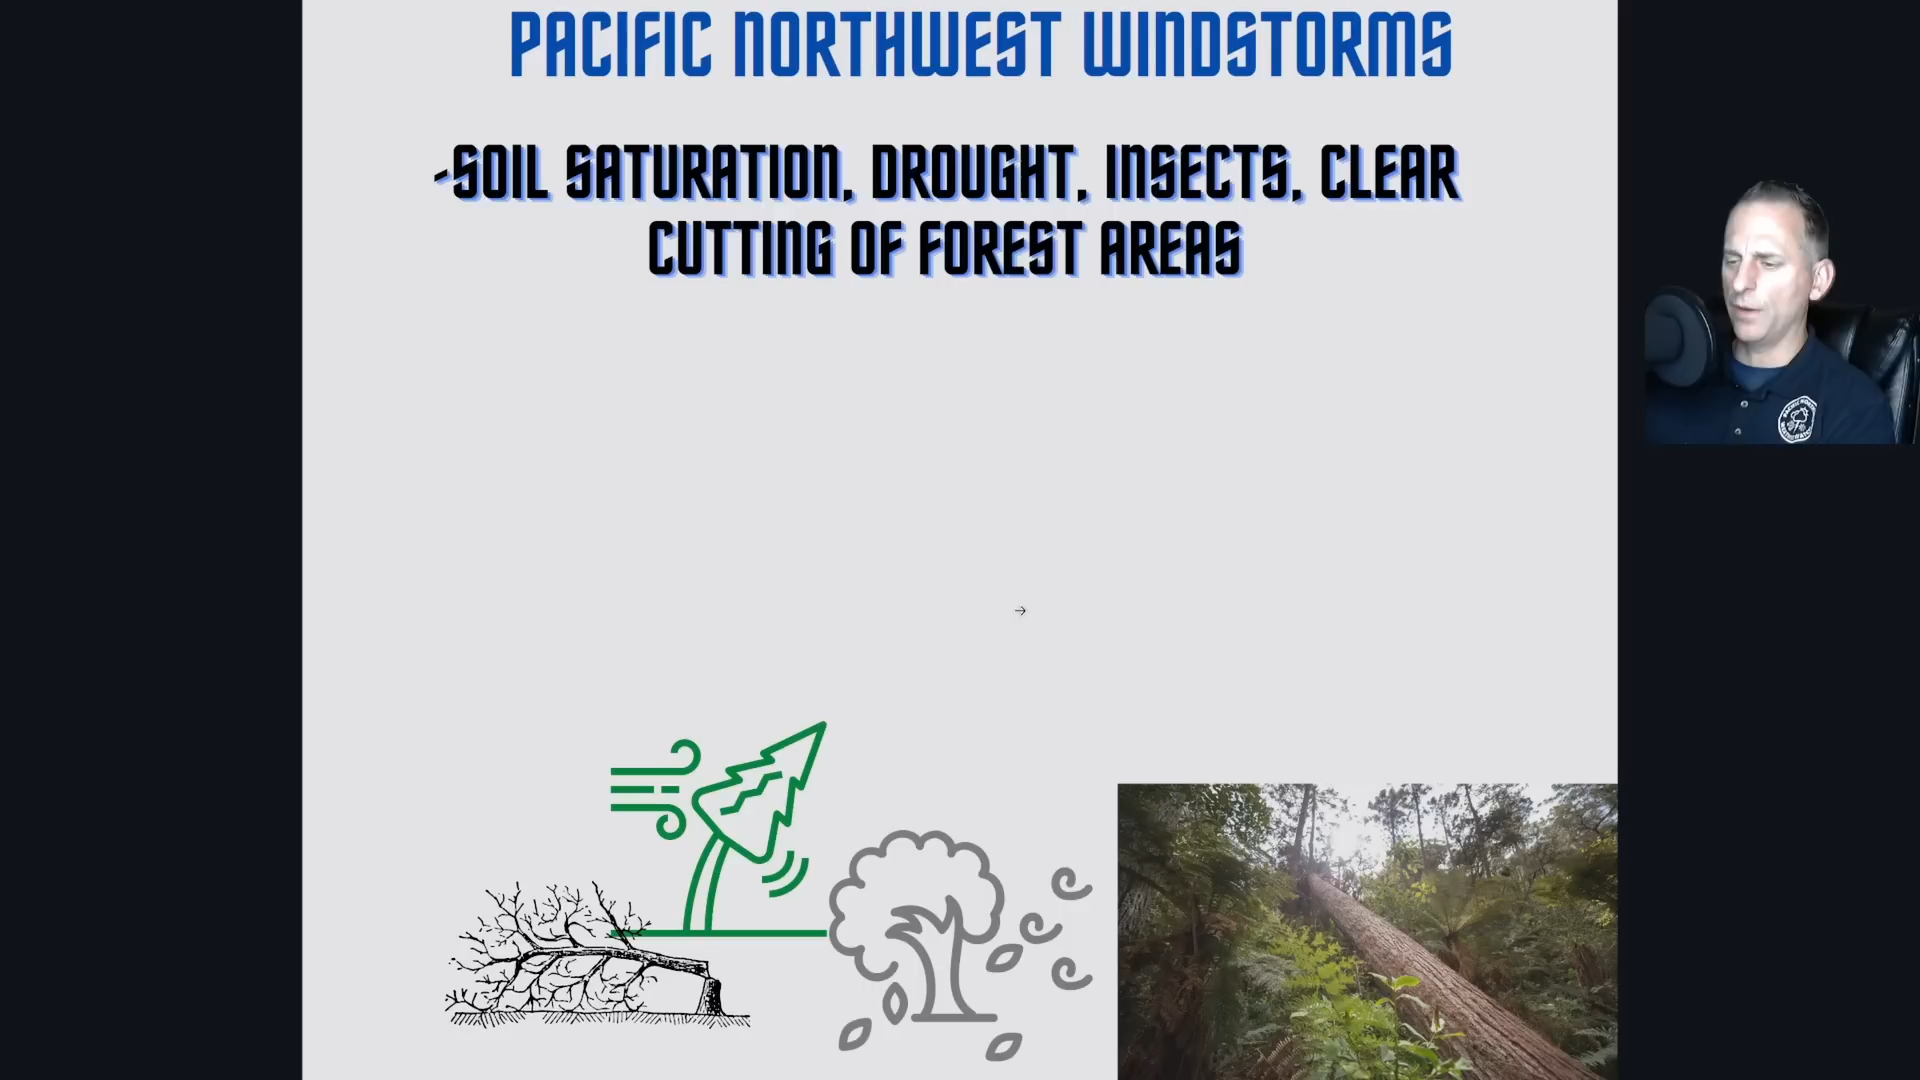 PACIFIC NORTHWEST WINDSTORMS
-SOIL SATURATION, DROUGHT, INSECTS, CLEAR
CUTTING OF FOREST AREAS